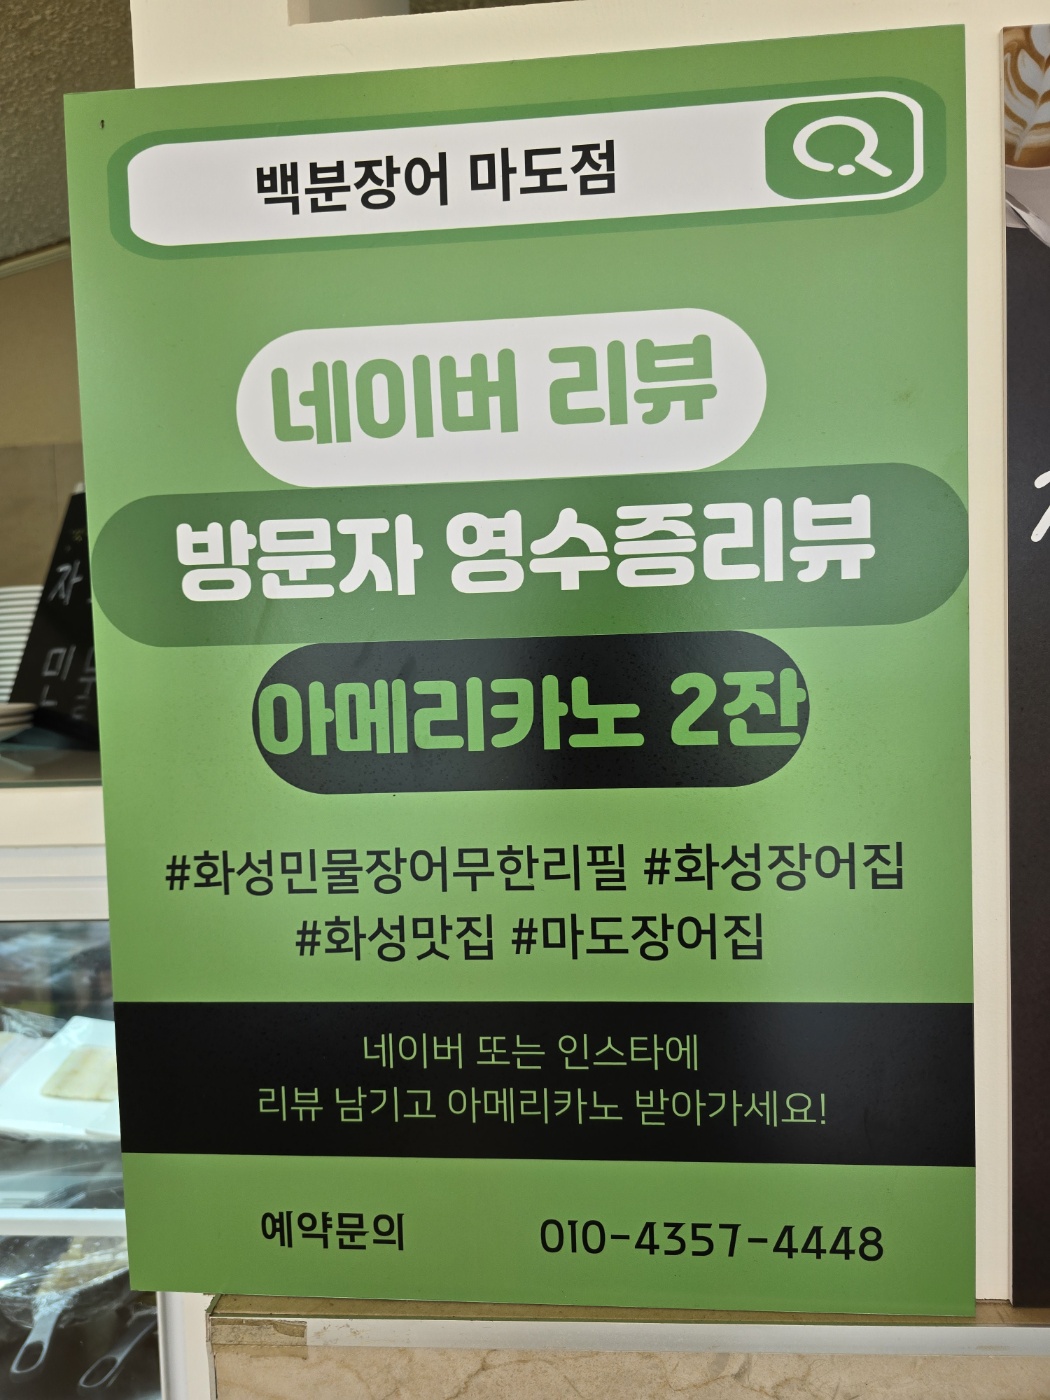 백분장어 마도점
네이버 리뷰
방문자 영수증리뷰
아메리카노 2잔
#화성민물장어무한리필 #화성장어집
#화성맛집 #마도장어집
네이버 또는 인스타에
리뷰 남기고 아메리카노 받아가세요!
예약문의 010-4357-4448